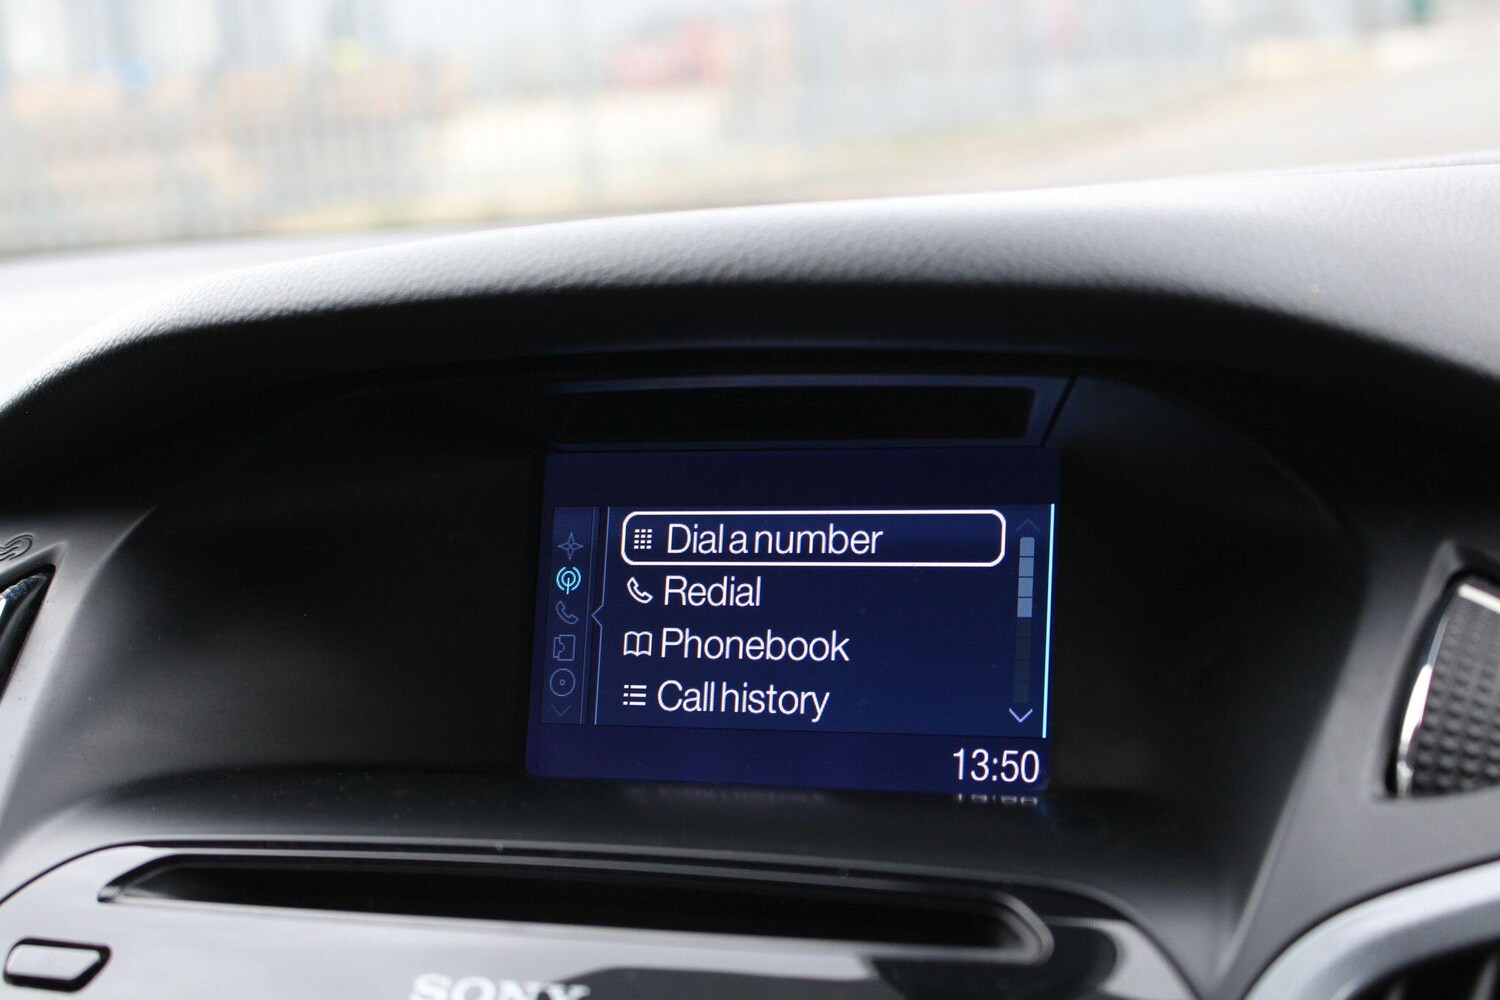 Dial a number
Redial
Phonebook
Call history
13:50
SONY